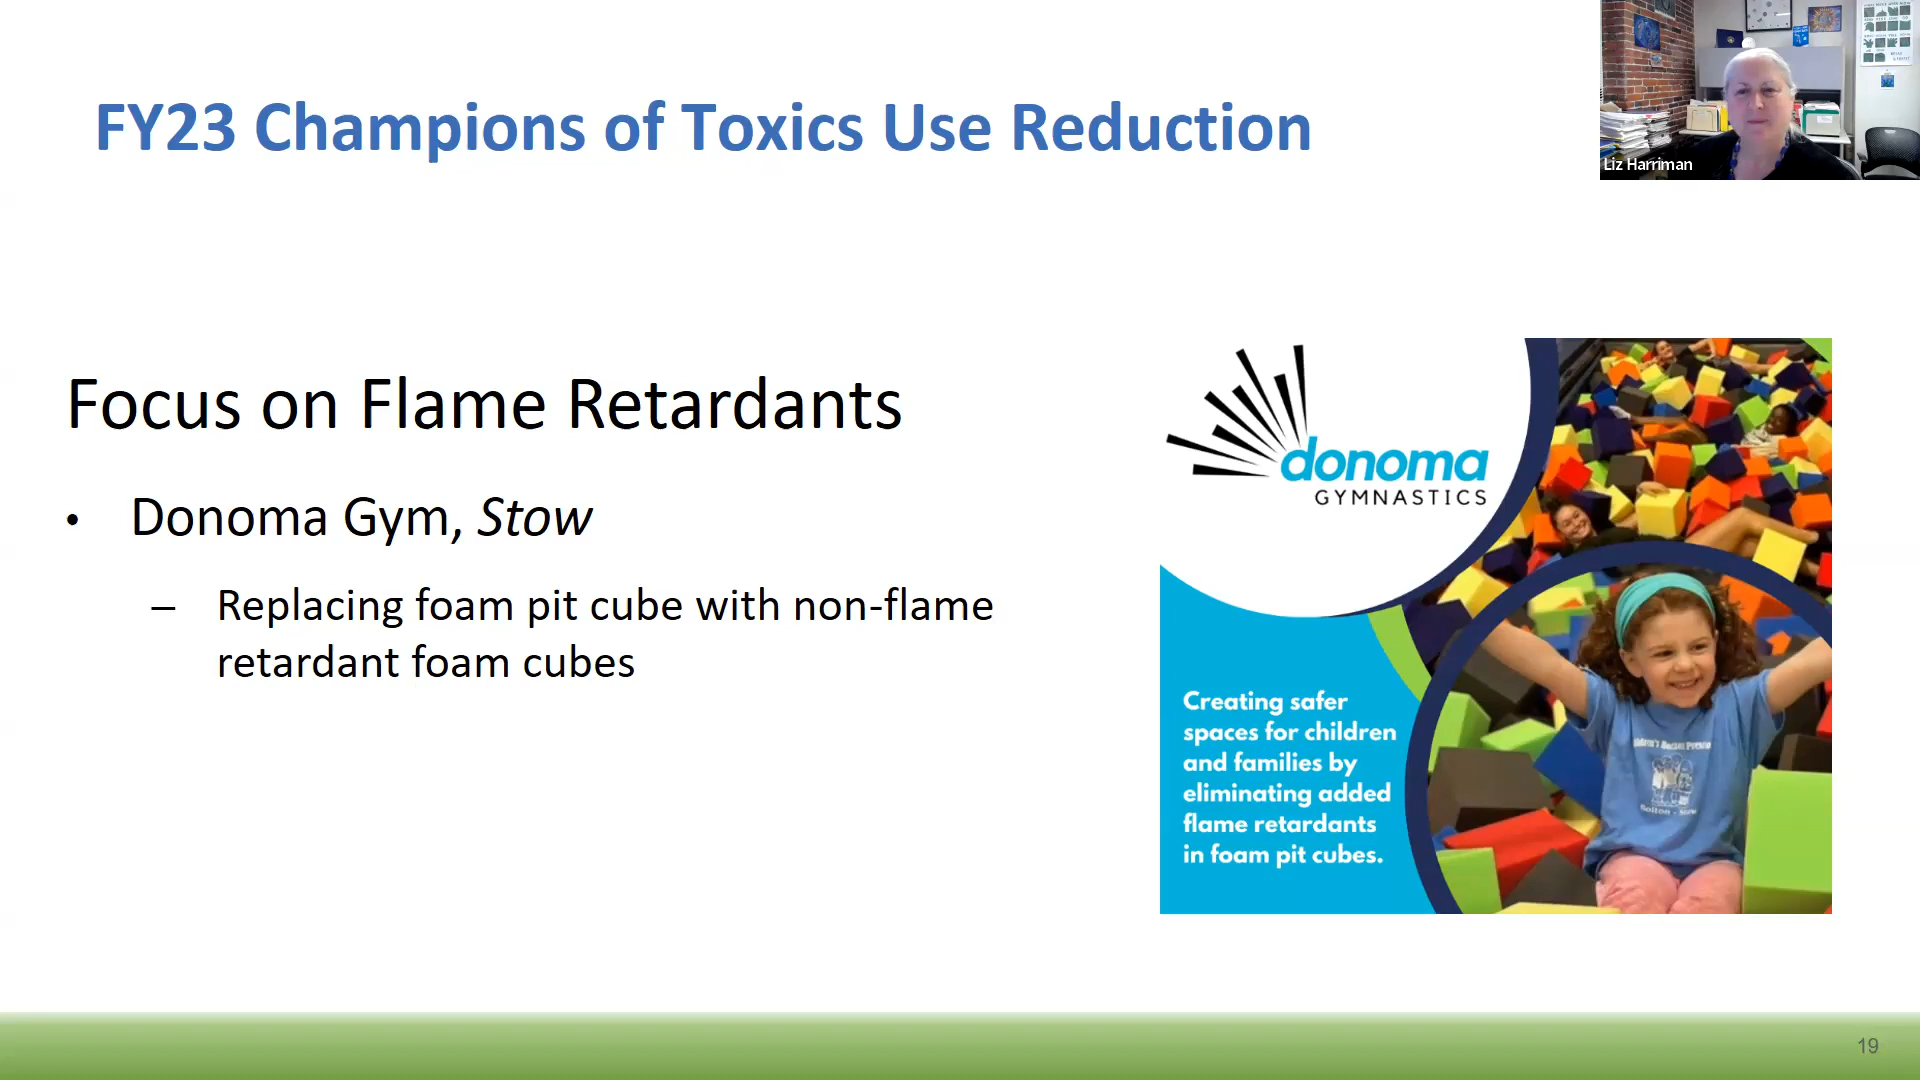 FY23 Champions of Toxics Use Reduction
Liz Harriman
Focus on Flame Retardants
• Donoma Gym, Stow
– Replacing foam pit cube with non-flame
retardant foam cubes
donoma
GYMNASTICS
Creating safer
spaces for children
and families by
eliminating added
flame retardants
in foam pit cubes.
19